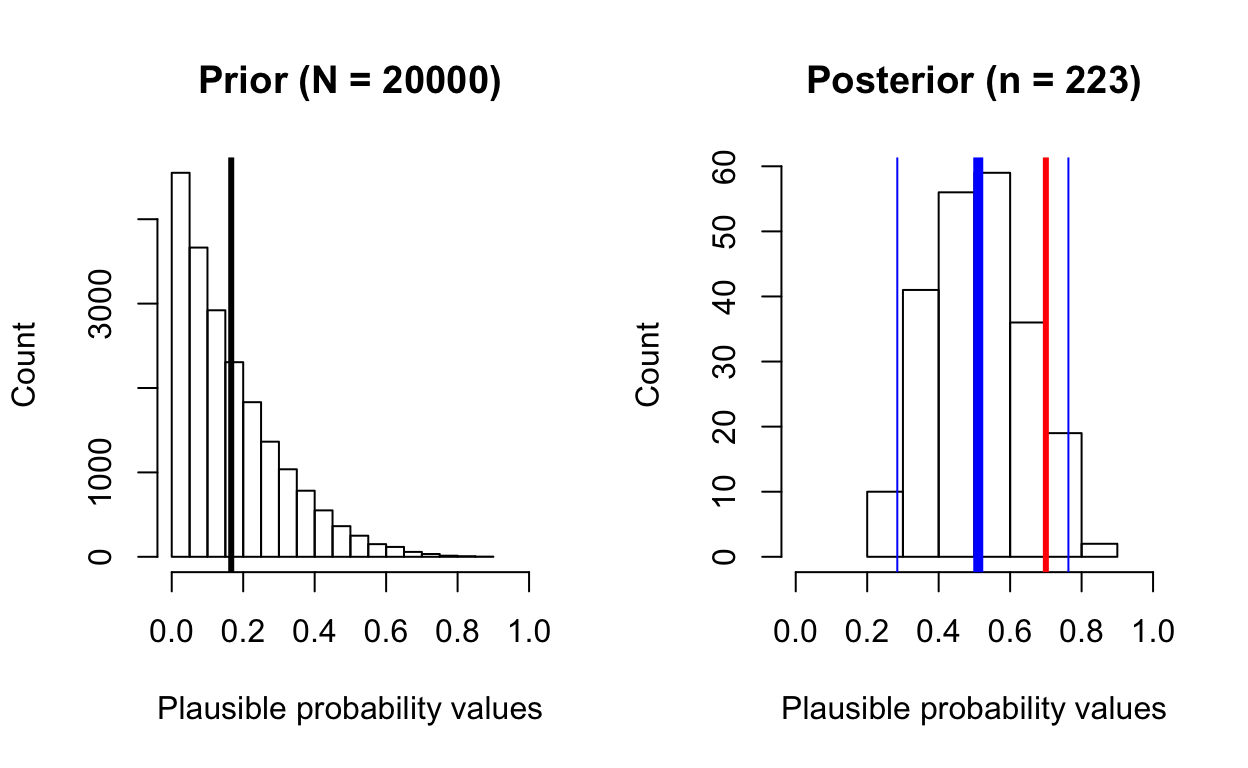 Prior (N = 20000)
Count
3000
1000
0
0.0 0.2 0.4 0.6 0.8 1.0
Plausible probability values
Posterior (n = 223)
Count
60
50
40
30
20
10
0
0.0 0.2 0.4 0.6 0.8 1.0
Plausible probability values